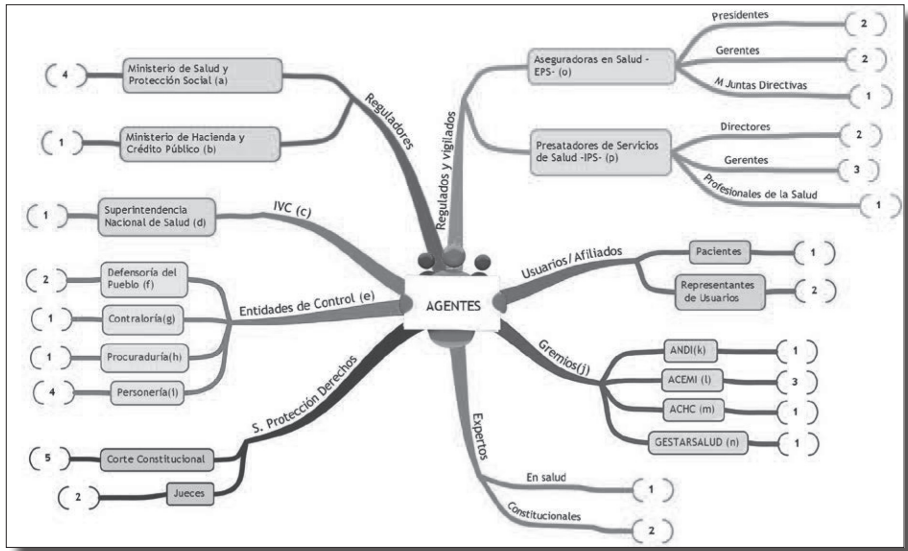 4
Ministerio de Salud y
Protección Social (a)
1
Ministerio de Hacienda y
Crédito Público (b)
Reguladores
1
Superintendencia
Nacional de Salud (d)
IVC (c)
2
Defensoría del
Pueblo (f)
1
Contraloría(g)
1
Procuraduría(h)
4
Personería(i)
Entidades de Control (e)
5
Corte Constitucional
2
Jueces
S. Protección Derechos
AGENTES
Regulados y vigilados
Aseguradoras en Salud -
EPS- (o)
Presidentes
2
Gerentes
2
M Juntas Directivas
1
Presatadores de Servicios
de Salud -IPS- (p)
Directores
2
Gerentes
3
Profesionales de la Salud
1
Usuarios/Afiliados
Pacientes
1
Representantes
de Usuarios
2
Gremios(j)
ANDI(k)
1
ACEMI (l)
3
ACHC (m)
1
GESTARSALUD (n)
1
Expertos
En salud
1
Constitucionales
2